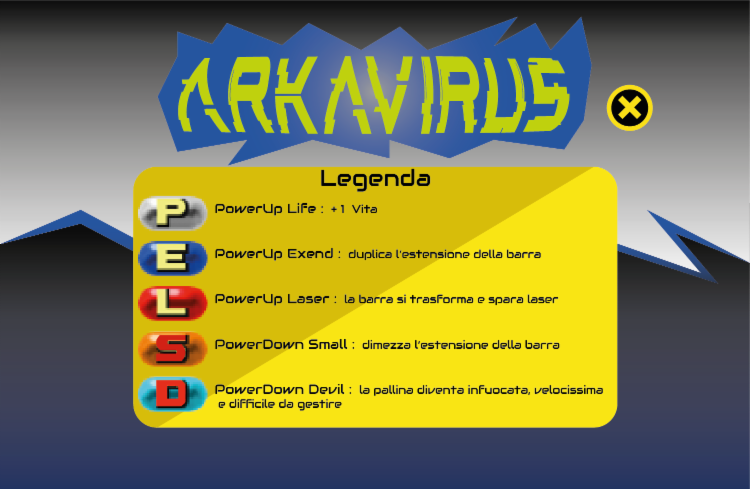 ARKAVIRUS
Legenda
P PowerUp Life : +1 Vita
E PowerUp Exend : duplica l'estensione della barra
L PowerUp Laser : la barra si trasforma e spara laser
S PowerDown Small : dimezza l'estensione della barra
D PowerDown Devil : la pallina diventa infuocata, velocissima
e difficile da gestire